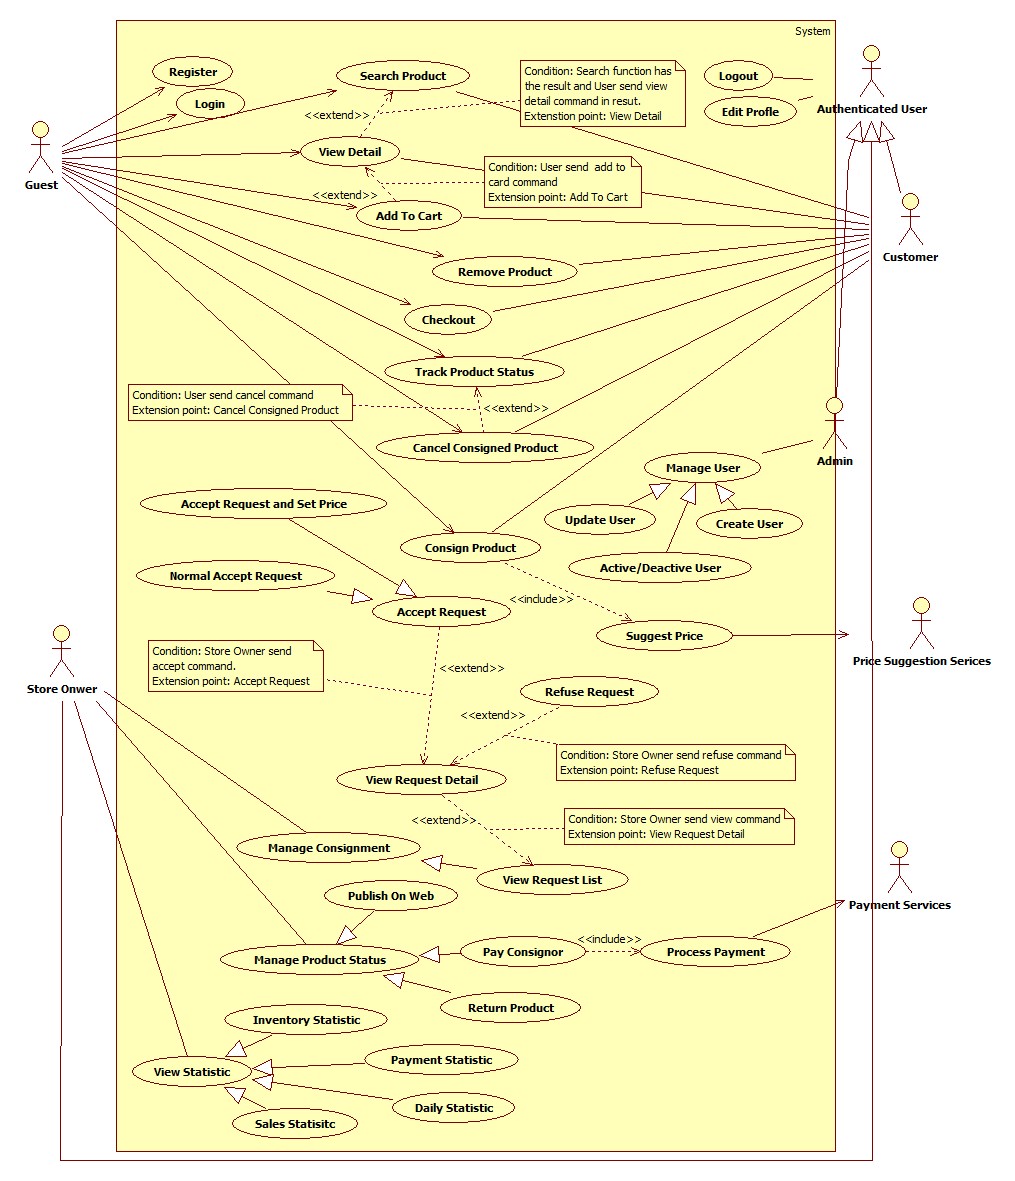 System
Register
Search Product
Login
Condition: Search function has
the result and User send view
detail command in resut.
Extenstion point: View Detail
Logout
Edit Profle
Authenticated User
<<extend>>
Guest
View Detail
Condition: User send  add to
card command
Extension point: Add To Cart
<<extend>>
Add To Cart
Customer
Remove Product
Checkout
Track Product Status
Condition: User send cancel command
Extension point: Cancel Consigned Product
<<extend>>
Cancel Consigned Product
Admin
Manage User
Accept Request and Set Price
Update User
Create User
Consign Product
Active/Deactive User
Normal Accept Request
<<include>>
Accept Request
Suggest Price
Price Suggestion Serices
Condition: Store Owner send
accept command.
Extension point: Accept Request
<<extend>>
Store Onwer
Refuse Request
<<extend>>
Condition: Store Owner send refuse command
Extension point: Refuse Request
View Request Detail
<<extend>>
Condition: Store Owner send view command
Extension point: View Request Detail
Manage Consignment
View Request List
Publish On Web
Payment Services
<<include>>
Manage Product Status
Pay Consignor
Process Payment
Return Product
Inventory Statistic
Payment Statistic
View Statistic
Daily Statistic
Sales Statisitc